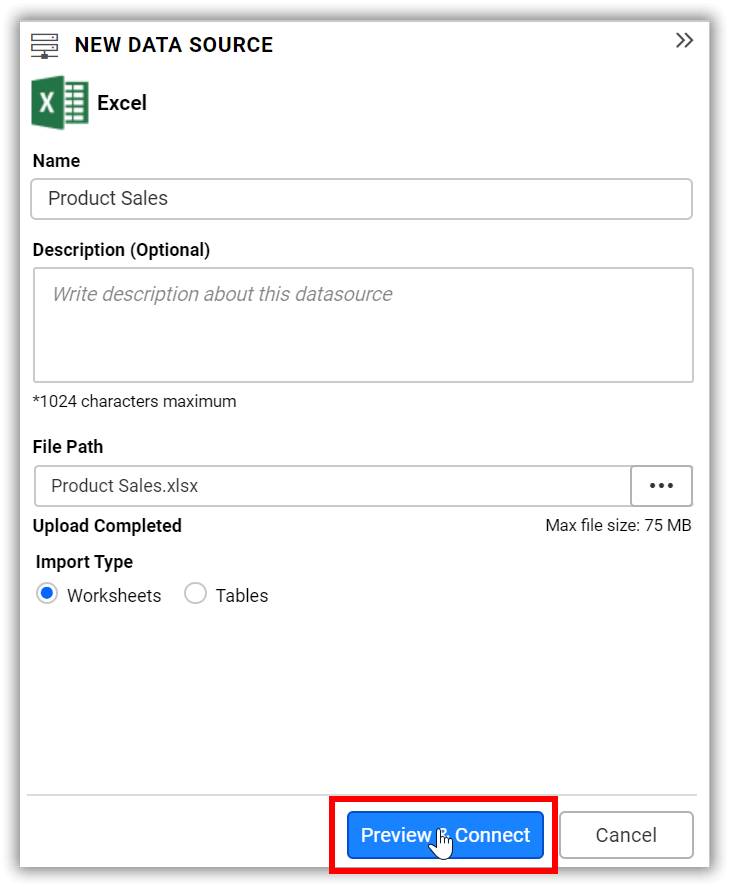 NEW DATA SOURCE
X Excel
Name
Product Sales
Description (Optional)
Write description about this datasource
*1024 characters maximum
File Path
Product Sales.xlsx ...
Upload Completed Max file size: 75 MB
Import Type
Worksheets Tables
Preview & Connect Cancel